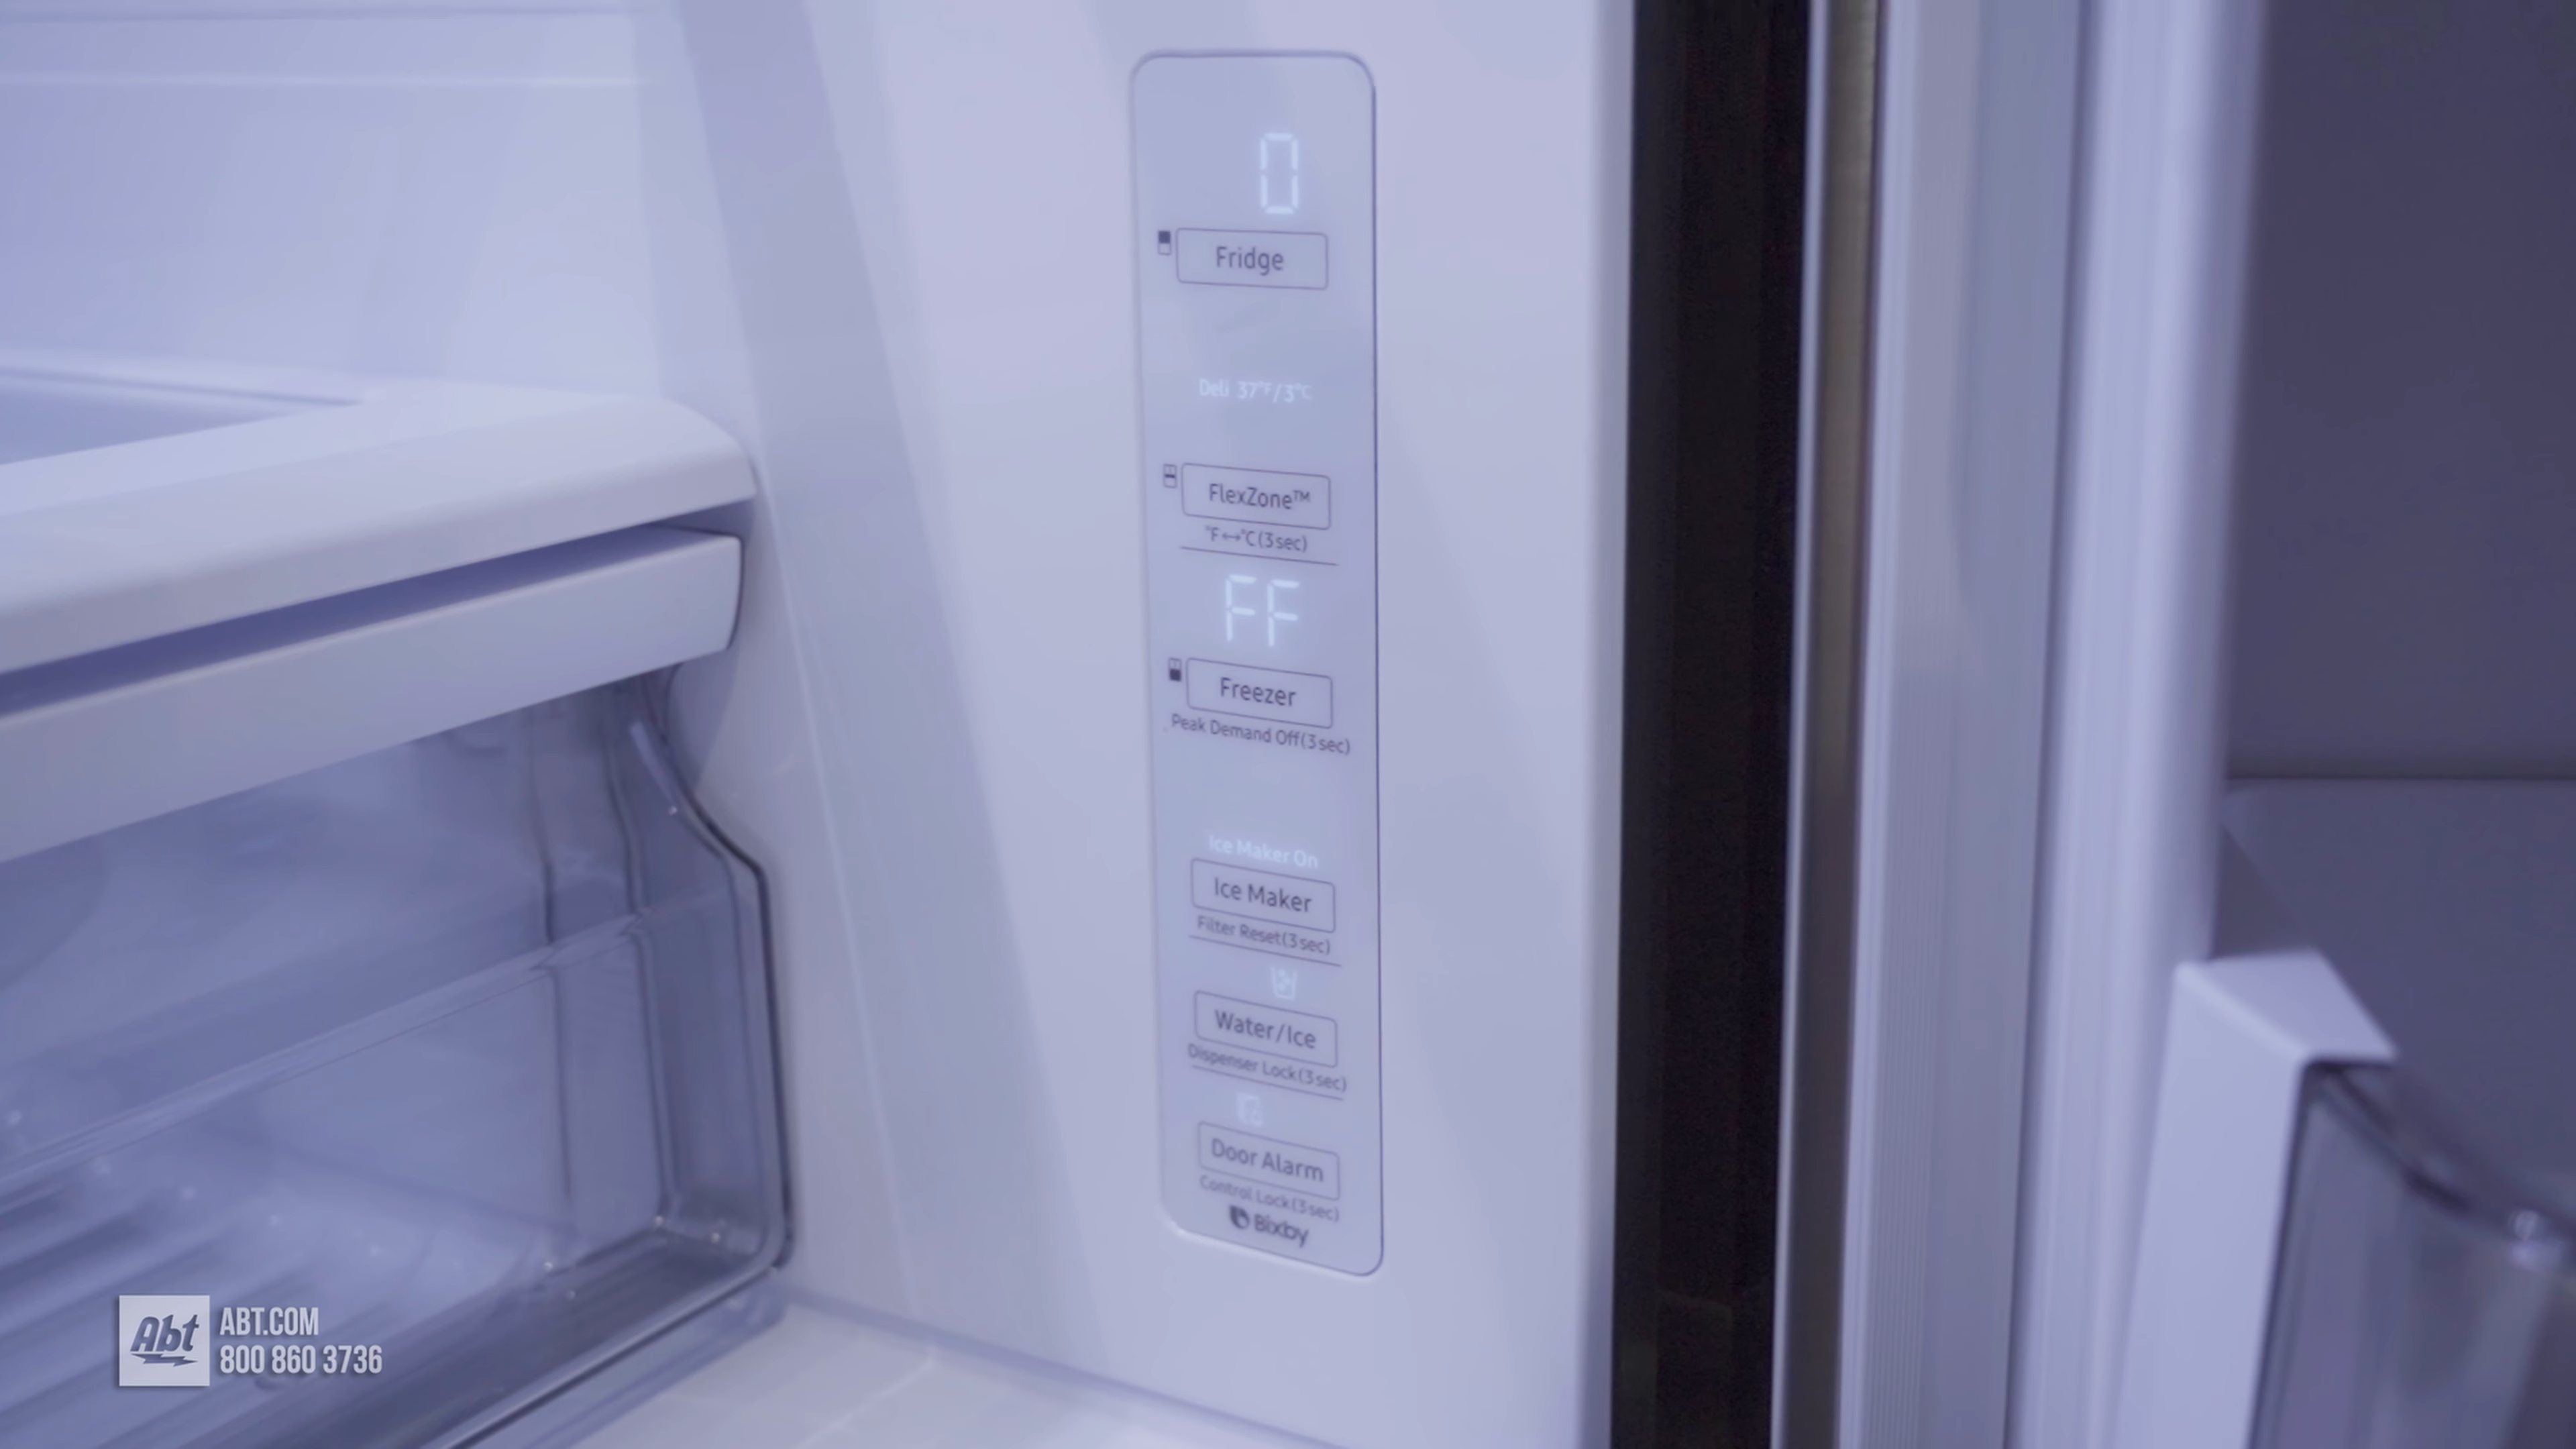 0
Fridge
Deli 37°F/3°C
FlexZone™
°F↔°C(3sec)
FF
Freezer
Peak Demand Off(3sec)
Ice Maker On
Ice Maker
Filter Reset(3sec)
Water/Ice
Dispenser Lock(3sec)
Door Alarm
Control Lock(3sec)
Bixby
Abt
ABT.COM
800 860 3736